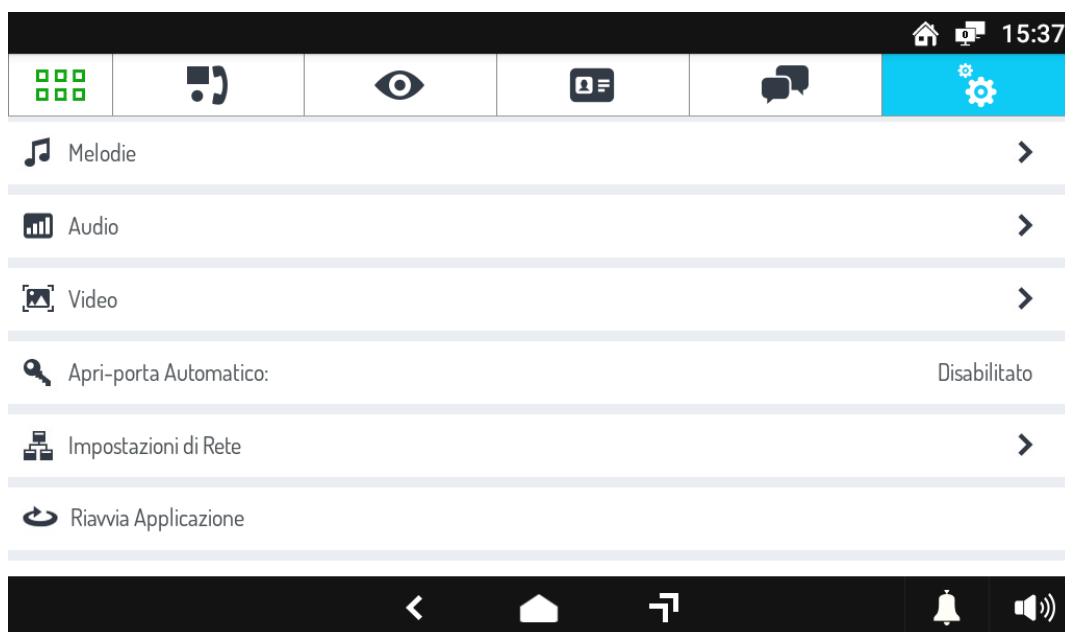 15:37
Melodie
Audio
Video
Apri-porta Automatico: Disabilitato
Impostazioni di Rete
Riavvia Applicazione